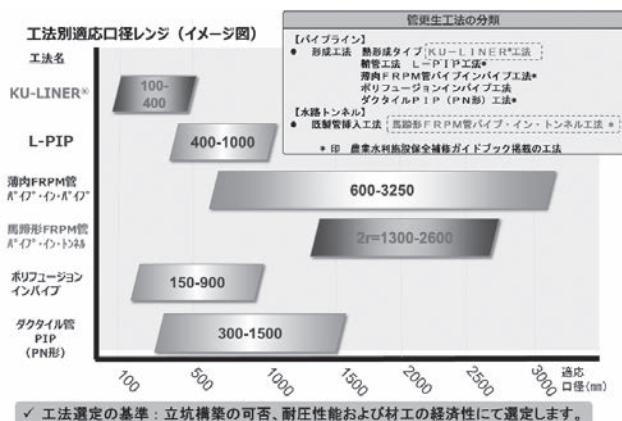 工法別適応口径レンジ（イメージ図）
管更生工法の分類
【パイプライン】
● 形成工法 熱形成タイプ KU-LINER*工法
鞘管工法 L-PIP工法*
薄肉FRPM管パイプインパイプ工法*
ポリフュージョンインパイプ工法
ダクタイルPIP（PN形）工法*
【水路トンネル】
● 既製管挿入工法 馬蹄形FRPM管パイプ・イン・トンネル工法*
* 印 農業水利施設保全補修ガイドブック掲載の工法
工法名
KU-LINER®
100-
400
L-PIP
400-1000
薄肉FRPM管
パイプ・イン・パイプ
600-3250
馬蹄形FRPM管
パイプ・イン・トンネル
2r=1300-2600
ポリフュージョン
インパイプ
150-900
ダクタイル管
PIP
（PN形）
300-1500
100 500 1000 1500 2000 2500 3000
適応
口径(mm)
✓ 工法選定の基準：立坑構築の可否、耐圧性能および材工の経済性にて選定します。